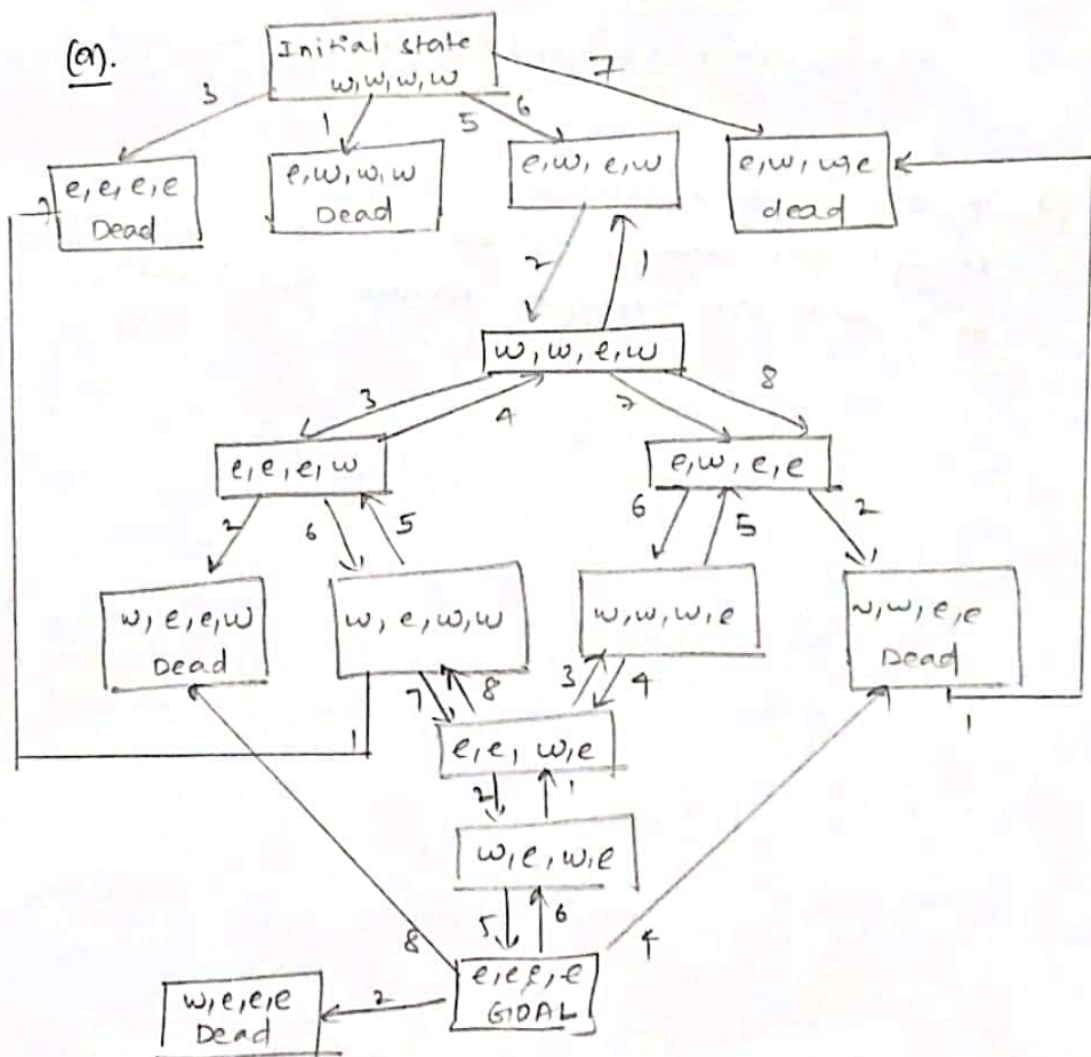 (a).
Initial state
w, w, w, w
3
1
5
6
7
e, e, e, e
Dead
e, w, w, w
Dead
e, w, e, w
e, w, w, e
dead
2
1
w, w, e, w
3
4
7
8
e, e, e, w
e, w, e, e
2
6
5
6
5
2
w, e, e, w
Dead
w, e, w, w
w, w, w, e
w, w, e, e
Dead
7
8
3
4
1
1
e, e, w, e
2
1
w, e, w, e
5
6
8
4
e, e, e, e
GOAL
2
w, e, e, e
Dead